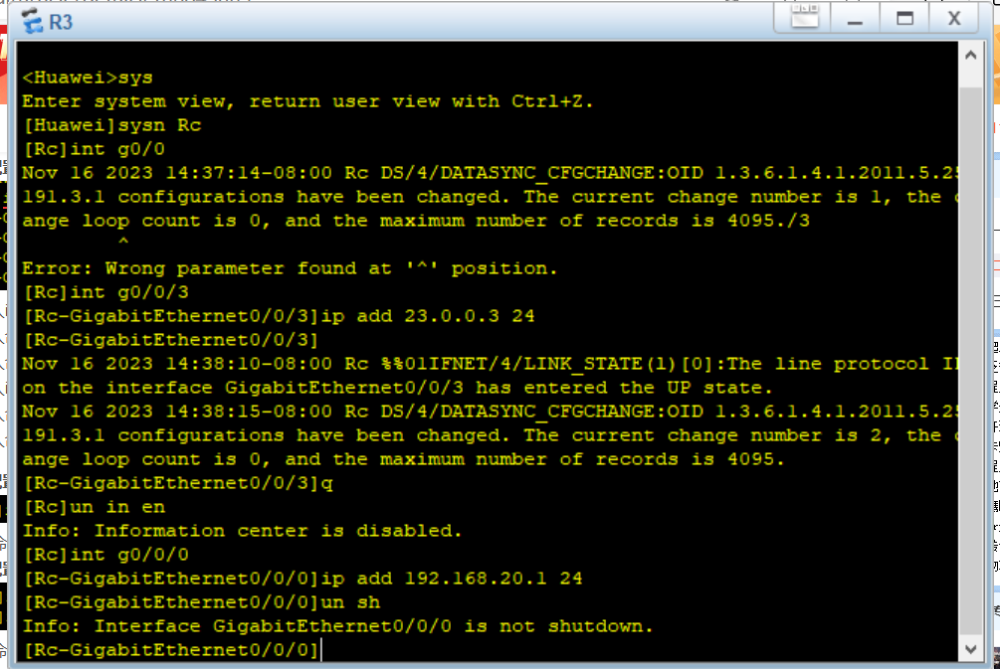 R3
<Huawei>sys
Enter system view, return user view with Ctrl+Z.
[Huawei]sysn Rc
[Rc]int g0/0
Nov 16 2023 14:37:14-08:00 Rc DS/4/DATASYNC_CFGCHANGE:OID 1.3.6.1.4.1.2011.5.25
191.3.1 configurations have been changed. The current change number is 1, the c
ange loop count is 0, and the maximum number of records is 4095./3
^
Error: Wrong parameter found at '^' position.
[Rc]int g0/0/3
[Rc-GigabitEthernet0/0/3]ip add 23.0.0.3 24
[Rc-GigabitEthernet0/0/3]
Nov 16 2023 14:38:10-08:00 Rc %%01IFNET/4/LINK_STATE(l)[0]:The line protocol I
on the interface GigabitEthernet0/0/3 has entered the UP state.
Nov 16 2023 14:38:15-08:00 Rc DS/4/DATASYNC_CFGCHANGE:OID 1.3.6.1.4.1.2011.5.25
191.3.1 configurations have been changed. The current change number is 2, the c
ange loop count is 0, and the maximum number of records is 4095.
[Rc-GigabitEthernet0/0/3]q
[Rc]un in en
Info: Information center is disabled.
[Rc]int g0/0/0
[Rc-GigabitEthernet0/0/0]ip add 192.168.20.1 24
[Rc-GigabitEthernet0/0/0]un sh
Info: Interface GigabitEthernet0/0/0 is not shutdown.
[Rc-GigabitEthernet0/0/0]